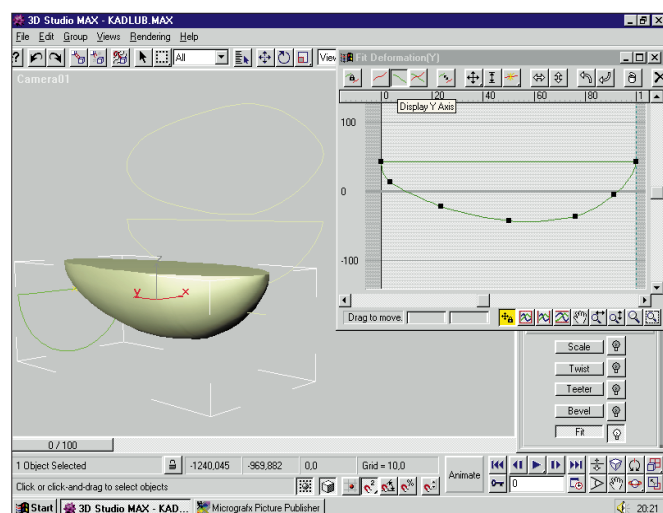 3D Studio MAX - KADLUB.MAX
File Edit Group Views Rendering Help
All
View
Camera01
Fit Deformation(Y)
0 20 40 60 80 1
Display Y Axis
100
0
-100
Drag to move.
Scale
Twist
Teeter
Bevel
Fit
y x
0 / 100
1 Object Selected -1240,045 -969,882 0,0 Grid = 10,0
Animate
0
Click or click-and-drag to select objects
Start 3D Studio MAX - KAD... Micrografx Picture Publisher 20:21